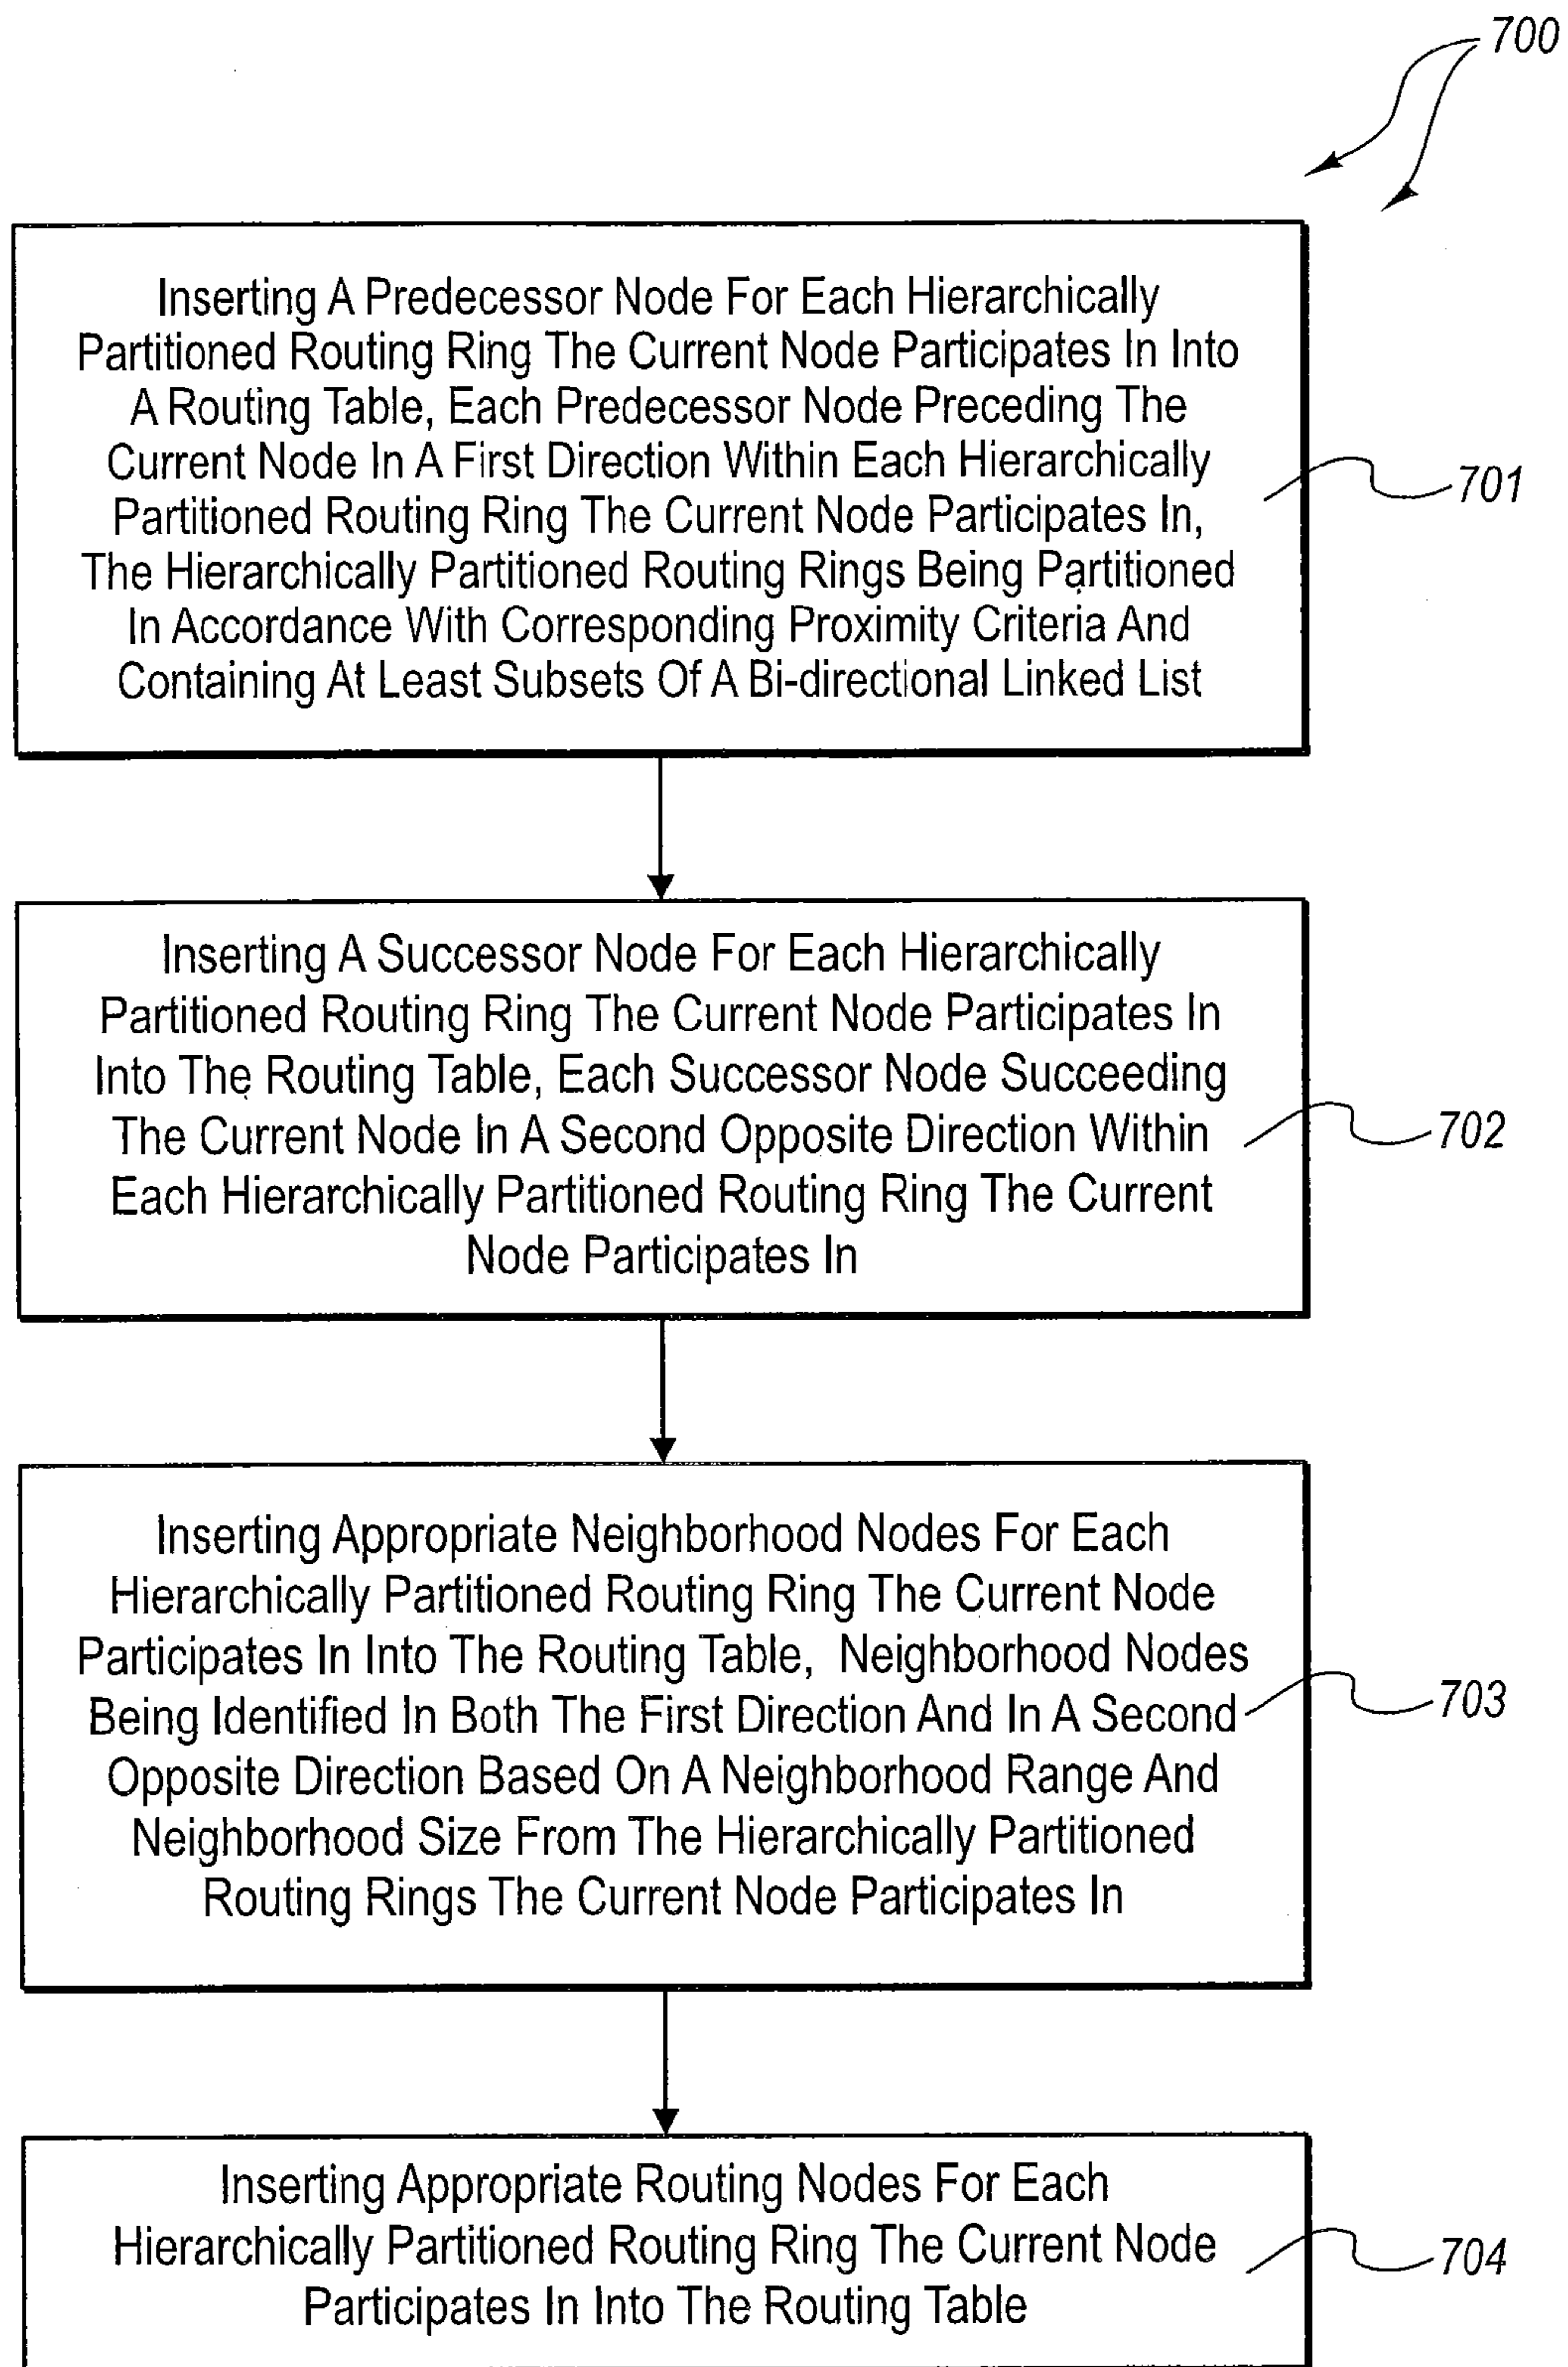 700
Inserting A Predecessor Node For Each Hierarchically
Partitioned Routing Ring The Current Node Participates In Into
A Routing Table, Each Predecessor Node Preceding The
Current Node In A First Direction Within Each Hierarchically
Partitioned Routing Ring The Current Node Participates In,
The Hierarchically Partitioned Routing Rings Being Partitioned
In Accordance With Corresponding Proximity Criteria And
Containing At Least Subsets Of A Bi-directional Linked List
701
Inserting A Successor Node For Each Hierarchically
Partitioned Routing Ring The Current Node Participates In
Into The Routing Table, Each Successor Node Succeeding
The Current Node In A Second Opposite Direction Within
Each Hierarchically Partitioned Routing Ring The Current
Node Participates In
702
Inserting Appropriate Neighborhood Nodes For Each
Hierarchically Partitioned Routing Ring The Current Node
Participates In Into The Routing Table, Neighborhood Nodes
Being Identified In Both The First Direction And In A Second
Opposite Direction Based On A Neighborhood Range And
Neighborhood Size From The Hierarchically Partitioned
Routing Rings The Current Node Participates In
703
Inserting Appropriate Routing Nodes For Each
Hierarchically Partitioned Routing Ring The Current Node
Participates In Into The Routing Table
704